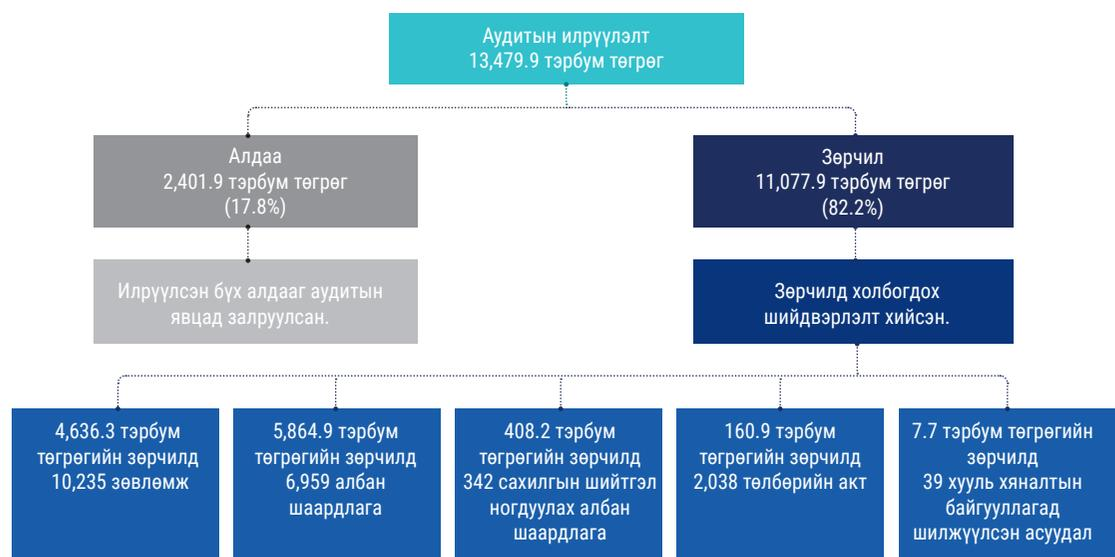 Аудитын илрүүлэлт
13,479.9 тэрбум төгрөг
Алдаа
2,401.9 тэрбум төгрөг
(17.8%)
Зөрчил
11,077.9 тэрбум төгрөг
(82.2%)
Илрүүлсэн бүх алдааг аудитын
явцад залруулсан.
Зөрчилд холбогдох
шийдвэрлэлт хийсэн.
4,636.3 тэрбум
төгрөгийн зөрчилд
10,235 зөвлөмж
5,864.9 тэрбум
төгрөгийн зөрчилд
6,959 албан
шаардлага
408.2 тэрбум
төгрөгийн зөрчилд
342 сахилгын шийтгэл
ногдуулах албан
шаардлага
160.9 тэрбум
төгрөгийн зөрчилд
2,038 төлбөрийн акт
7.7 тэрбум төгрөгийн
зөрчилд
39 хууль хяналтын
байгууллагад
шилжүүлсэн асуудал